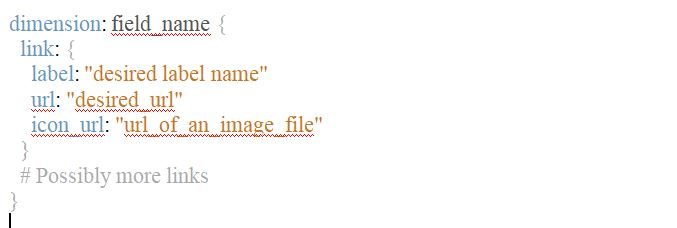 dimension: field_name {
link: {
label: "desired label name"
url: "desired_url"
icon_url: "url_of_an_image_file"
}
# Possibly more links
}